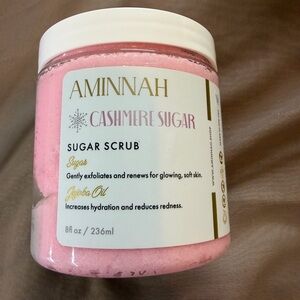 AMINNAH
CASHMERE SUGAR
SUGAR SCRUB
Sugar
Gently exfoliates and renews for glowing, soft skin.
Jojoba Oil
Increases hydration and reduces redness.
8fl oz / 236ml